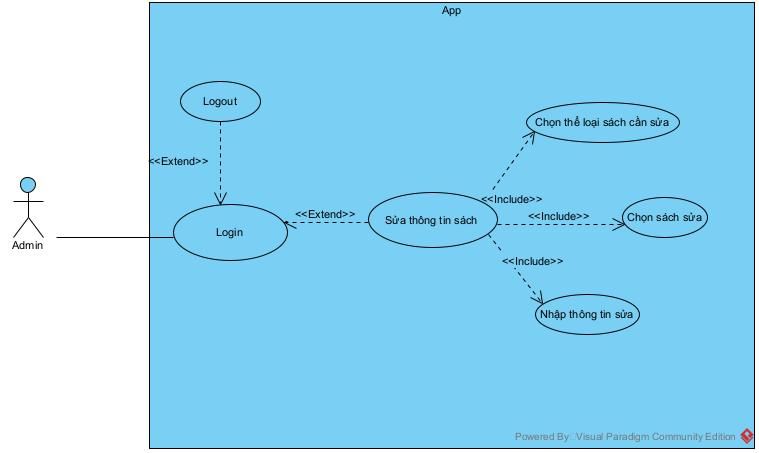 App
Logout
Chọn thể loại sách cần sửa
<<Extend>>
<<Include>>
<<Extend>>
<<Include>>
Chọn sách sửa
Sửa thông tin sách
Login
Admin
<<Include>>
Nhập thông tin sửa
Powered By: Visual Paradigm Community Edition